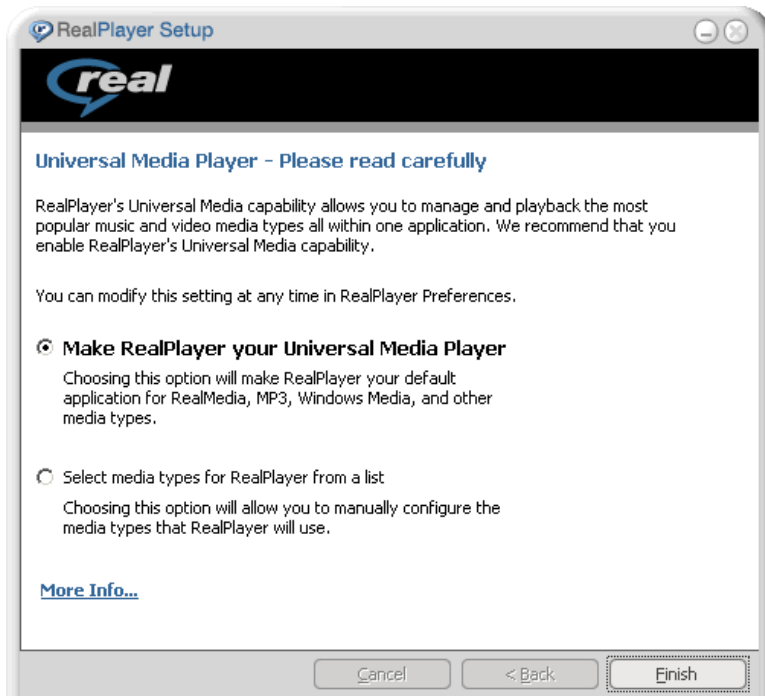 RealPlayer Setup
real
Universal Media Player - Please read carefully
RealPlayer's Universal Media capability allows you to manage and playback the most
popular music and video media types all within one application. We recommend that you
enable RealPlayer's Universal Media capability.
You can modify this setting at any time in RealPlayer Preferences.
Make RealPlayer your Universal Media Player
Choosing this option will make RealPlayer your default
application for RealMedia, MP3, Windows Media, and other
media types.
Select media types for RealPlayer from a list
Choosing this option will allow you to manually configure the
media types that RealPlayer will use.
More Info...
Cancel
< Back
Finish